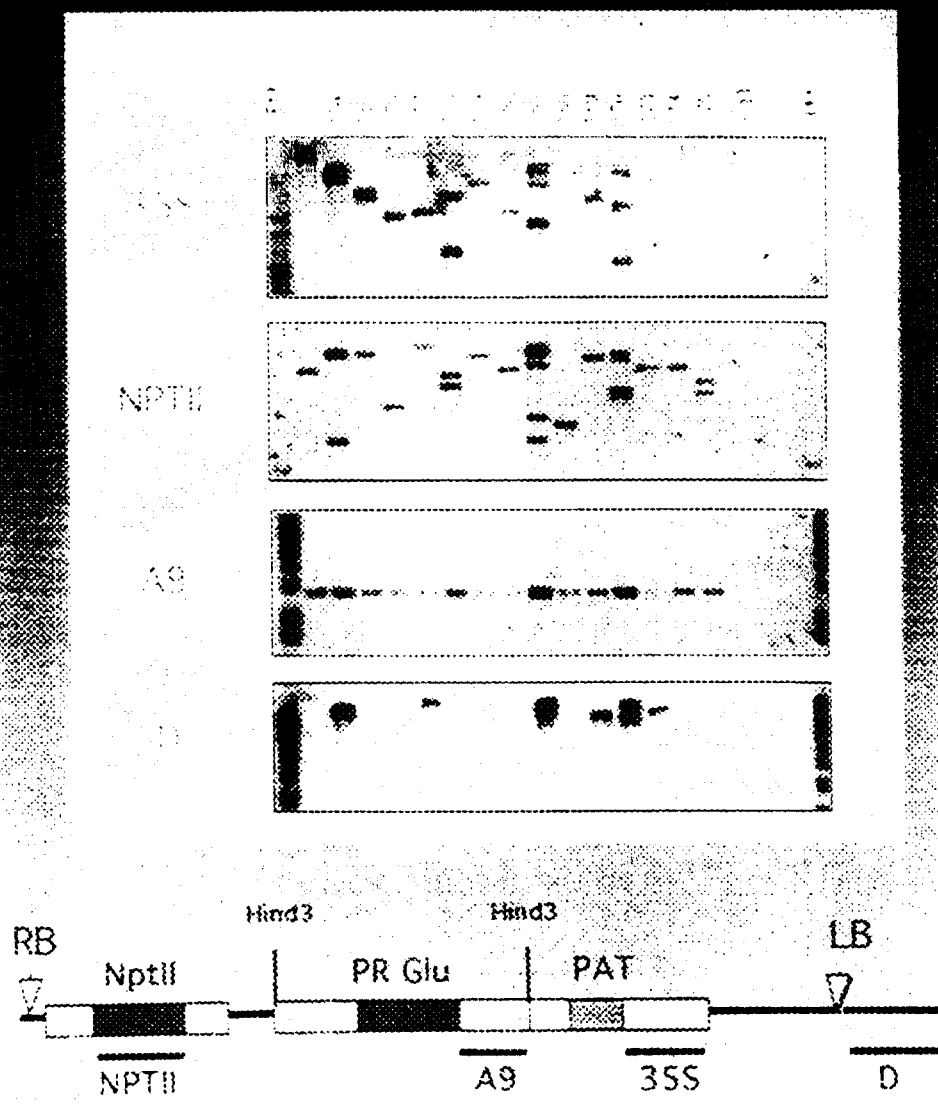 NPTII
A9
D
Hind3 Hind3
RB LB
NptII PR Glu PAT
NPTII A9 35S D